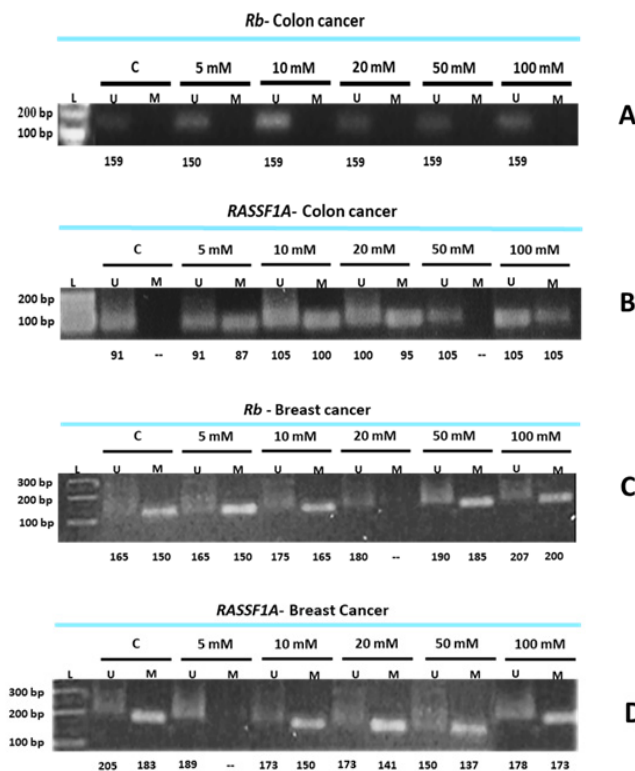 Rb- Colon cancer
C 5 mM 10 mM 20 mM 50 mM 100 mM
L U M U M U M U M U M U M
200 bp
100 bp
A
159 150 159 159 159 159
RASSF1A- Colon cancer
C 5 mM 10 mM 20 mM 50 mM 100 mM
L U M U M U M U M U M U M
200 bp
100 bp
B
91 -- 91 87 105 100 100 95 105 -- 105 105
Rb - Breast cancer
C 5 mM 10 mM 20 mM 50 mM 100 mM
L U M U M U M U M U M U M
300 bp
200 bp
100 bp
C
165 150 165 150 175 165 180 -- 190 185 207 200
RASSF1A- Breast Cancer
C 5 mM 10 mM 20 mM 50 mM 100 mM
L U M U M U M U M U M U M
300 bp
200 bp
100 bp
D
205 183 189 -- 173 150 173 141 150 137 178 173